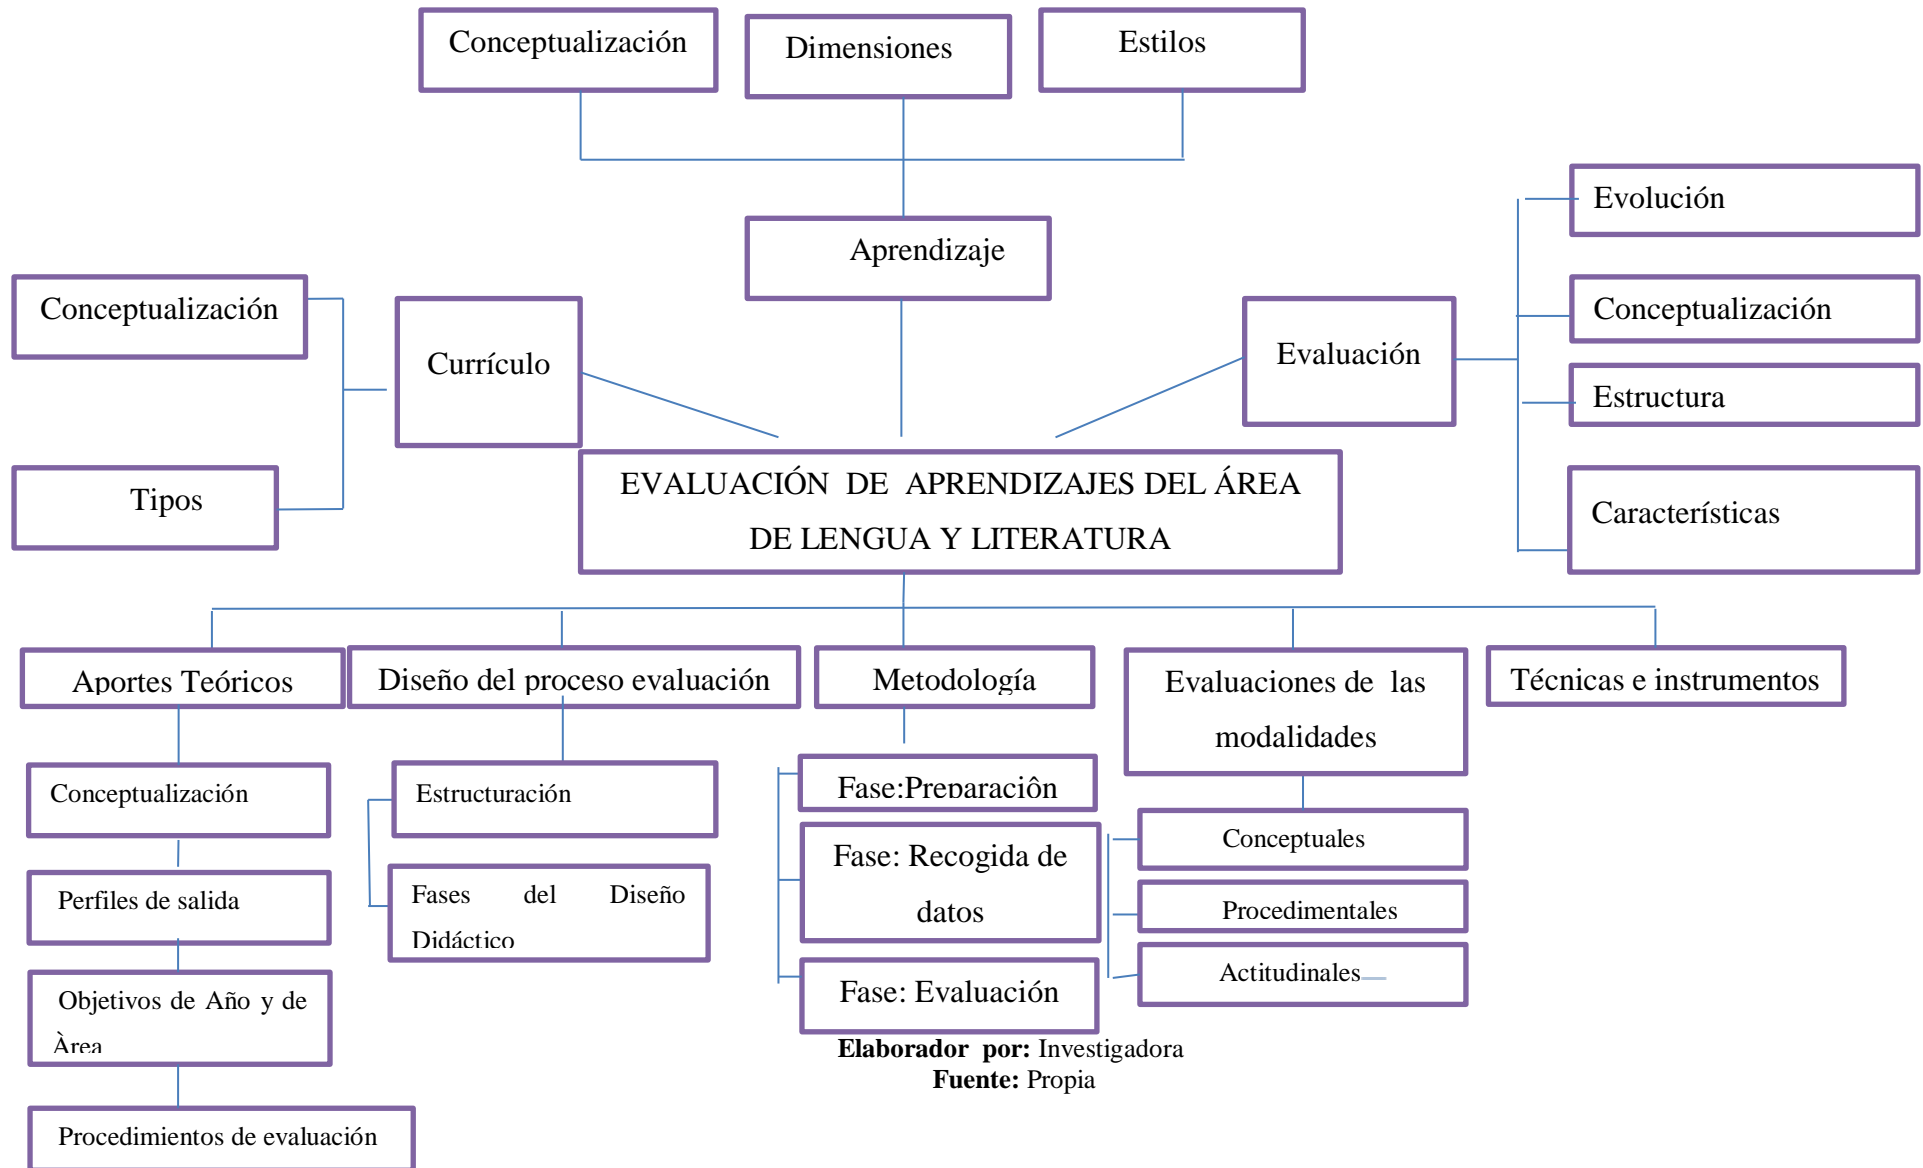 Conceptualización
Dimensiones
Estilos
Aprendizaje
Evolución
Conceptualización
Estructura
Características
Evaluación
Conceptualización
Tipos
Currículo
EVALUACIÓN DE APRENDIZAJES DEL ÁREA
DE LENGUA Y LITERATURA
Aportes Teóricos
Diseño del proceso evaluación
Metodología
Evaluaciones de las
modalidades
Técnicas e instrumentos
Conceptualización
Perfiles de salida
Objetivos de Año y de
Àrea
Procedimientos de evaluación
Estructuración
Fases del Diseño
Didáctico
Fase:Preparaciôn
Fase: Recogida de
datos
Fase: Evaluación
Conceptuales
Procedimentales
Actitudinales
Elaborador por: Investigadora
Fuente: Propia